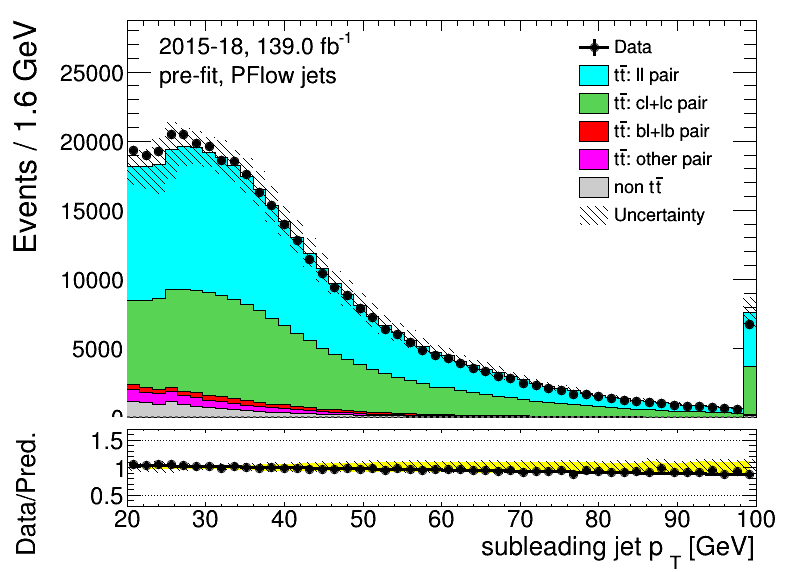 Events / 1.6 GeV
25000
20000
15000
10000
5000
0
2015-18, 139.0 fb⁻¹
pre-fit, PFlow jets
Data
tt̄: ll pair
tt̄: cl+lc pair
tt̄: bl+lb pair
tt̄: other pair
non tt̄
Uncertainty
Data/Pred.
1.5
1
0.5
20 30 40 50 60 70 80 90 100
subleading jet p_T [GeV]